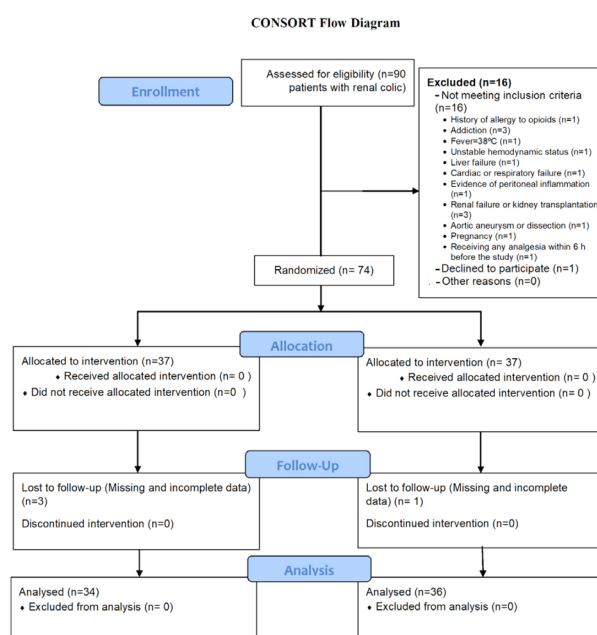 CONSORT Flow Diagram
Enrollment
Assessed for eligibility (n=90
patients with renal colic)
Excluded (n=16)
– Not meeting inclusion criteria
(n=16)
• History of allergy to opioids (n=1)
• Addiction (n=3)
• Fever=38ºC (n=1)
• Unstable hemodynamic status (n=1)
• Liver failure (n=1)
• Cardiac or respiratory failure (n=1)
• Evidence of peritoneal inflammation
(n=1)
• Renal failure or kidney transplantation
(n=3)
• Aortic aneurysm or dissection (n=1)
• Pregnancy (n=1)
• Receiving any analgesia within 6 h
before the study (n=1)
– Declined to participate (n=1)
– Other reasons (n=0)
Randomized (n= 74)
Allocation
Allocated to intervention (n=37)
♦ Received allocated intervention (n= 0 )
♦ Did not receive allocated intervention (n=0 )
Allocated to intervention (n= 37)
♦ Received allocated intervention (n= 0 )
♦ Did not receive allocated intervention (n= 0 )
Follow-Up
Lost to follow-up (Missing and incomplete data)
(n=3)
Discontinued intervention (n=0)
Lost to follow-up (Missing and incomplete
data) (n= 1)
Discontinued intervention (n=0)
Analysis
Analysed (n=34)
♦ Excluded from analysis (n= 0)
Analysed (n=36)
♦ Excluded from analysis (n=0)